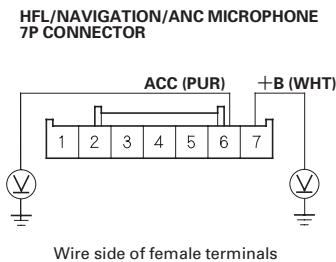 HFL/NAVIGATION/ANC MICROPHONE
7P CONNECTOR
ACC (PUR) +B (WHT)
1 2 3 4 5 6 7
V V
Wire side of female terminals